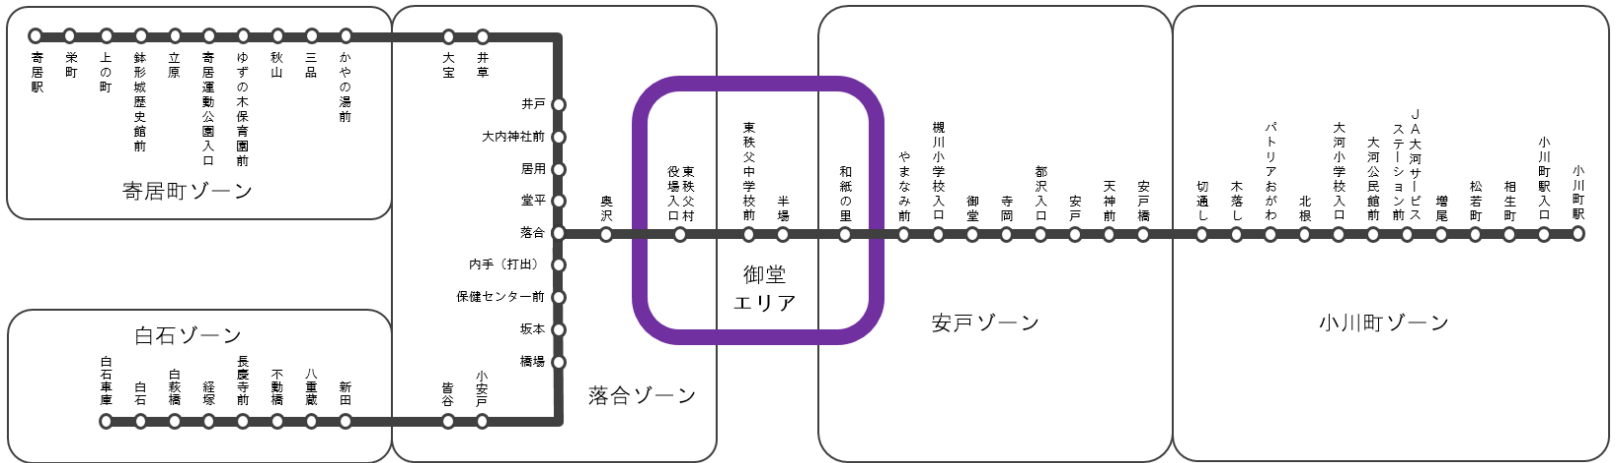 寄居駅
栄町
上の町
鉢形城歴史館前
立原
寄居運動公園入口
ゆずの木保育園前
秋山
三品
かやの湯前
寄居町ゾーン
大宝
井草
井戸
大内神社前
居用
堂平
落合
内手（打出）
保健センター前
坂本
橋場
小安戸
皆谷
落合ゾーン
白石ゾーン
白石車庫
白石
白萩橋
経塚
長慶寺前
不動橋
八重蔵
新田
奥沢
東秩父村
役場入口
東秩父中学校前
半場
和紙の里
御堂
エリア
やまなみ前
槻川小学校入口
御堂
寺岡
都沢入口
安戸
天神前
安戸橋
安戸ゾーン
切通し
木落し
パトリアおがわ
北根
大河小学校入口
大河公民館前
ＪＡ大河サービス
ステーション前
増尾
松若町
相生町
小川町駅入口
小川町駅
小川町ゾーン